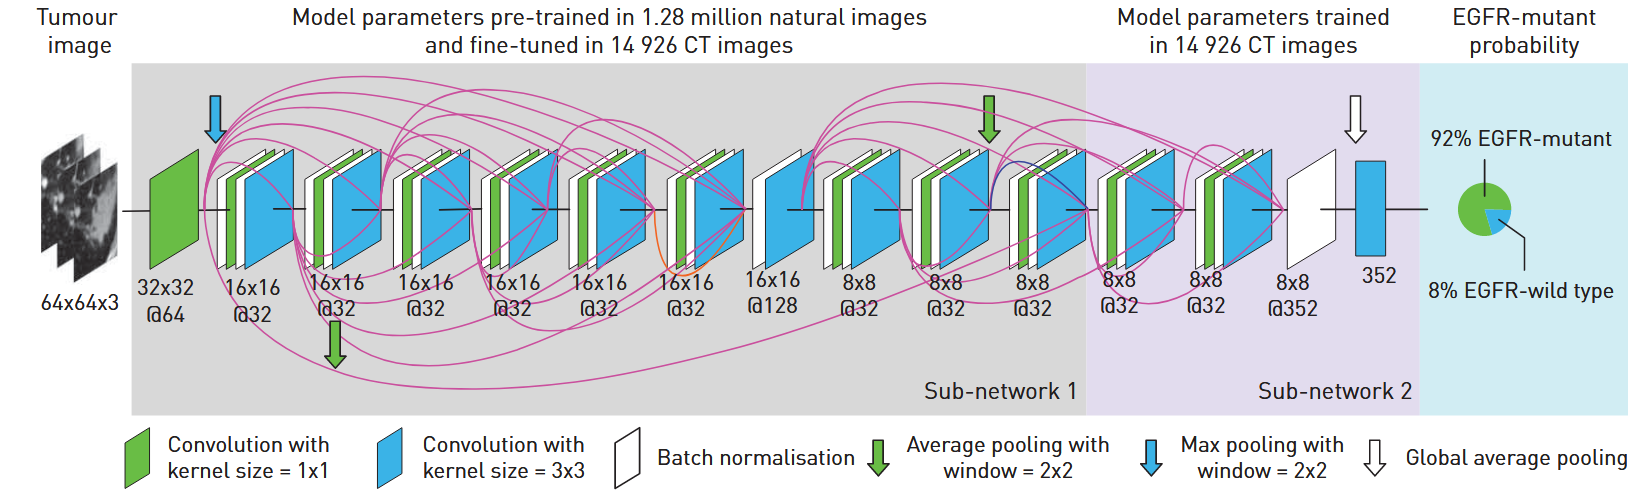 Tumour
image
Model parameters pre-trained in 1.28 million natural images
and fine-tuned in 14 926 CT images
Model parameters trained
in 14 926 CT images
EGFR-mutant
probability
64x64x3
32x32
@64
16x16
@32
16x16
@32
16x16
@32
16x16
@32
16x16
@32
16x16
@32
16x16
@128
8x8
@32
8x8
@32
8x8
@32
8x8
@32
8x8
@32
8x8
@352
352
92% EGFR-mutant
8% EGFR-wild type
Sub-network 1
Sub-network 2
Convolution with
kernel size = 1x1
Convolution with
kernel size = 3x3
Batch normalisation
Average pooling with
window = 2x2
Max pooling with
window = 2x2
Global average pooling